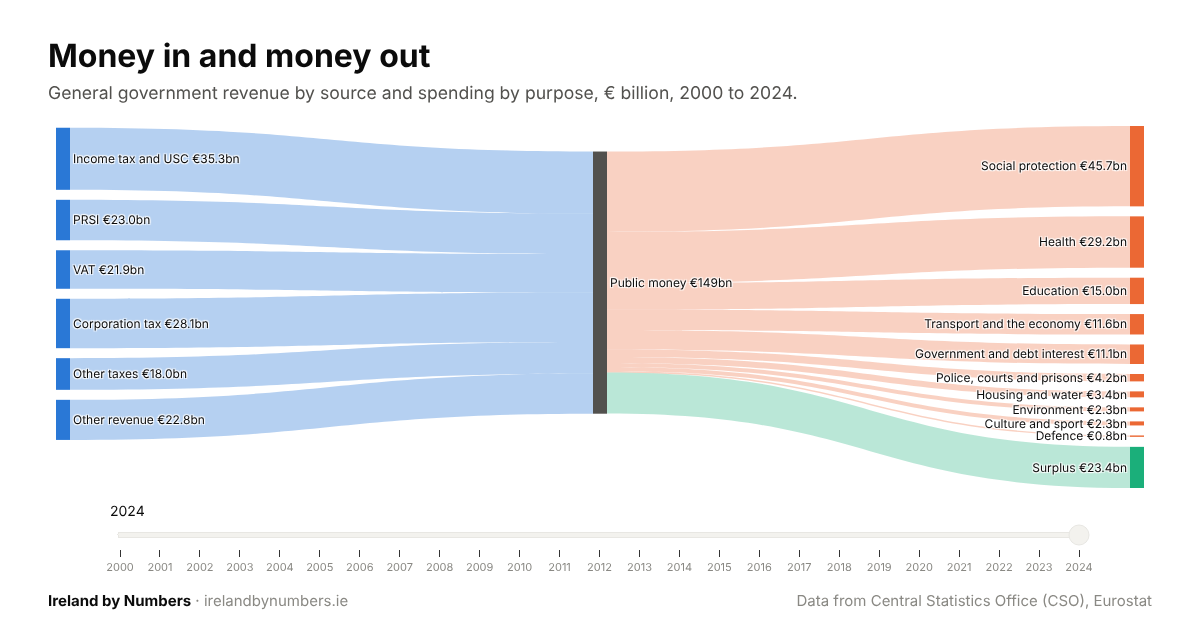 Money in and money out
General government revenue by source and spending by purpose, € billion, 2000 to 2024.
Income tax and USC €35.3bn
PRSI €23.0bn
VAT €21.9bn
Corporation tax €28.1bn
Other taxes €18.0bn
Other revenue €22.8bn
Public money €149bn
Social protection €45.7bn
Health €29.2bn
Education €15.0bn
Transport and the economy €11.6bn
Government and debt interest €11.1bn
Police, courts and prisons €4.2bn
Housing and water €3.4bn
Environment €2.3bn
Culture and sport €2.3bn
Defence €0.8bn
Surplus €23.4bn
2024
2000 2001 2002 2003 2004 2005 2006 2007 2008 2009 2010 2011 2012 2013 2014 2015 2016 2017 2018 2019 2020 2021 2022 2023 2024
Ireland by Numbers · irelandbynumbers.ie
Data from Central Statistics Office (CSO), Eurostat